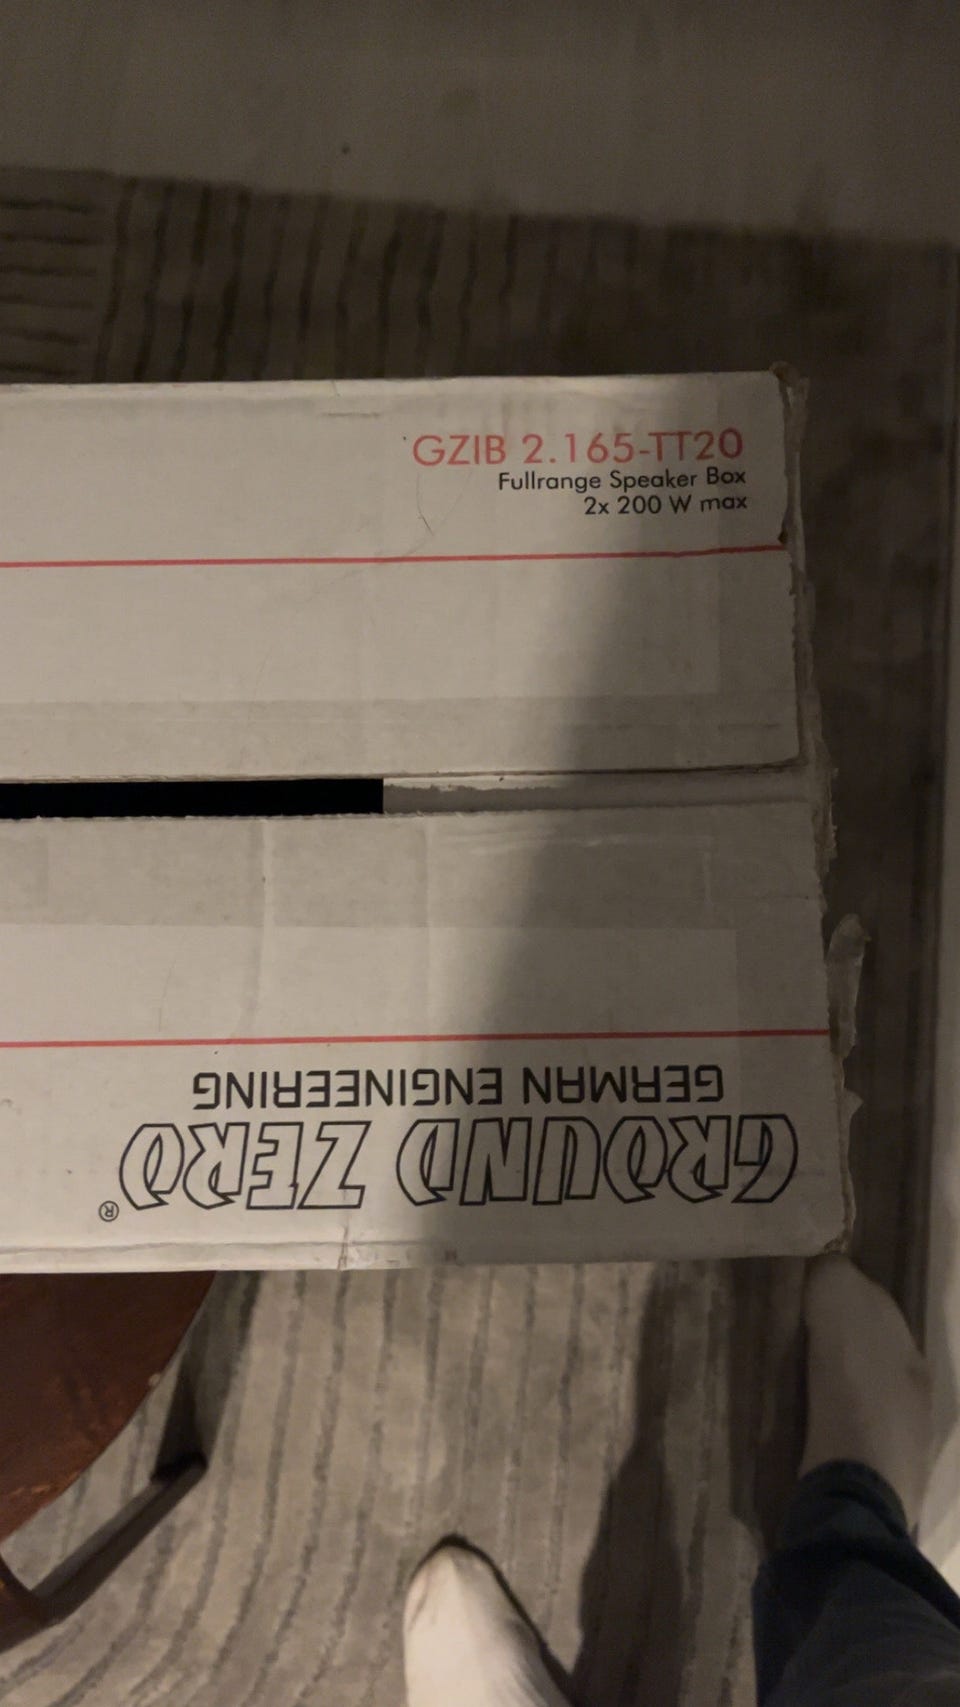 GZIB 2.165-TT20
Fullrange Speaker Box
2x 200 W max
GROUND ZERO®
GERMAN ENGINEERING